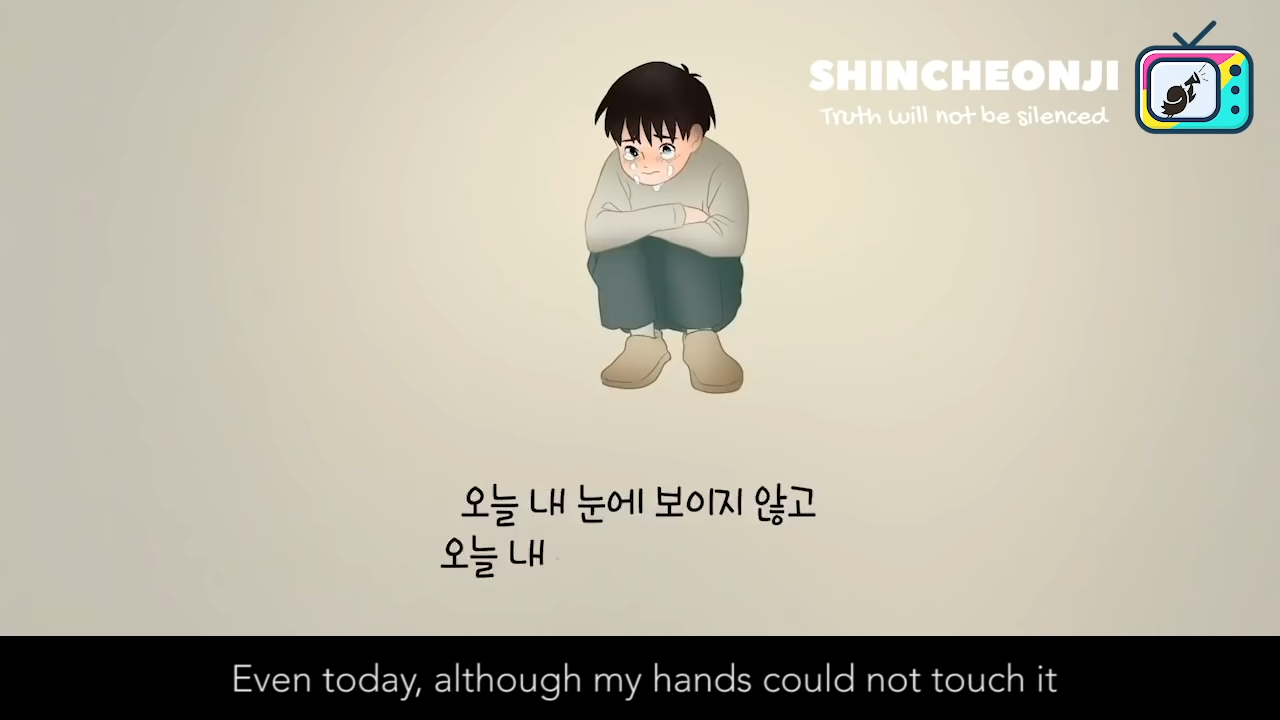 SHINCHEONJI
Truth will not be silenced
오늘 내 눈에 보이지 않고
오늘 내
Even today, although my hands could not touch it